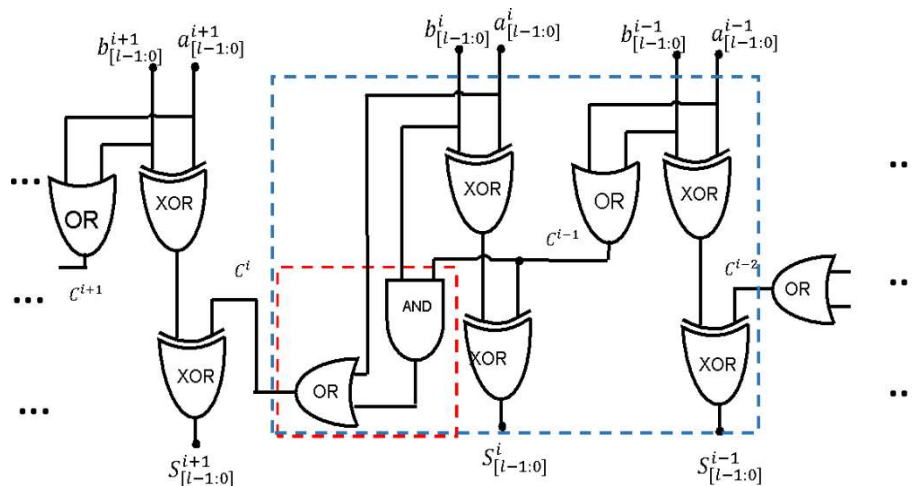 b^{i+1}_{[l-1:0]} a^{i+1}_{[l-1:0]} b^{i}_{[l-1:0]} a^{i}_{[l-1:0]} b^{i-1}_{[l-1:0]} a^{i-1}_{[l-1:0]}
... OR XOR XOR OR XOR ...
C^{i+1} C^{i} C^{i-1} C^{i-2}
... AND OR ...
XOR OR XOR XOR
... ...
S^{i+1}_{[l-1:0]} S^{i}_{[l-1:0]} S^{i-1}_{[l-1:0]}